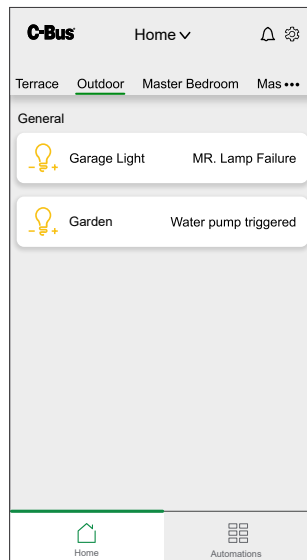 C-Bus Home
Terrace Outdoor Master Bedroom Mas •••
General
Garage Light MR. Lamp Failure
Garden Water pump triggered
Home Automations